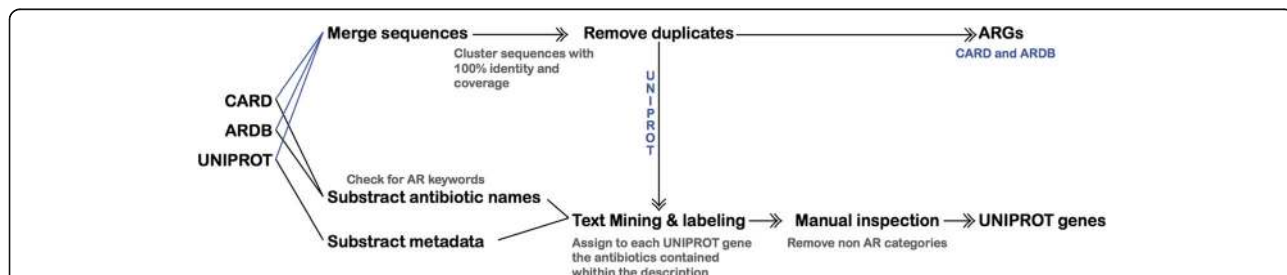 Merge sequences
Remove duplicates
ARGs
Cluster sequences with
100% identity and
coverage
CARD and ARDB
UNIPROT
CARD
ARDB
UNIPROT
Check for AR keywords
Substract antibiotic names
Substract metadata
Text Mining & labeling
Manual inspection
UNIPROT genes
Assign to each UNIPROT gene
the antibiotics contained
whithin the description
Remove non AR categories